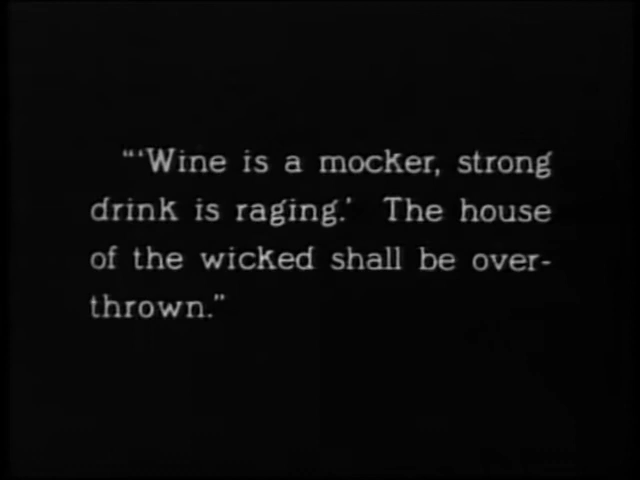 "'Wine is a mocker, strong
drink is raging.' The house
of the wicked shall be over-
thrown."